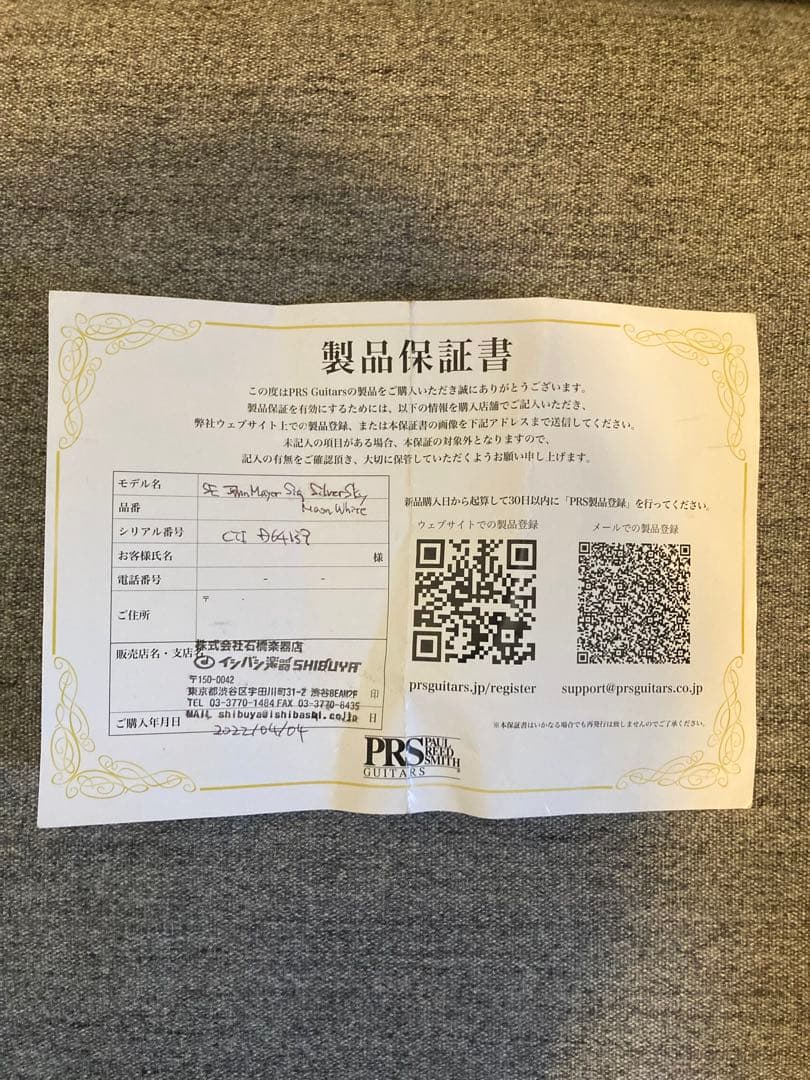 製品保証書
この度はPRS Guitarsの製品をご購入いただき誠にありがとうございます。
製品保証を有効にするためには、以下の情報を購入店舗でご記入いただき、
弊社ウェブサイト上での製品登録、または本保証書の画像を下記アドレスまで送信してください。
未記入の項目がある場合、本保証の対象外となりますので、
記入の有無をご確認頂き、大切に保管していただくようお願い申し上げます。
モデル名 SE John Mayer Sig Silver Sky
品番 Moon White
シリアル番号 CTI D64139
お客様氏名 様
電話番号 - -
ご住所 〒 -
販売店名・支店名
株式会社石橋楽器店
イシバシ楽器 SHIBUYA
〒150-0042
東京都渋谷区宇田川町31-2 渋谷BEAM2F 印
TEL 03-3770-1484 FAX 03-3770-8435
MAIL shibuya@ishibashi.co.jp 日
ご購入年月日 2022/04/04
新品購入日から起算して30日以内に「PRS製品登録」を行ってください。
ウェブサイトでの製品登録
メールでの製品登録
prsguitars.jp/register
support@prsguitars.co.jp
※本保証書はいかなる場合でも再発行は致しませんのでご了承ください。
PRS PAUL REED SMITH
GUITARS